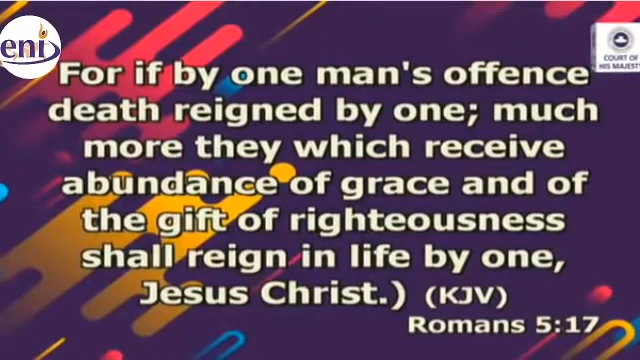 eni
COURT OF
HIS MAJESTY
For if by one man's offence
death reigned by one; much
more they which receive
abundance of grace and of
the gift of righteousness
shall reign in life by one,
Jesus Christ.) (KJV)
Romans 5:17